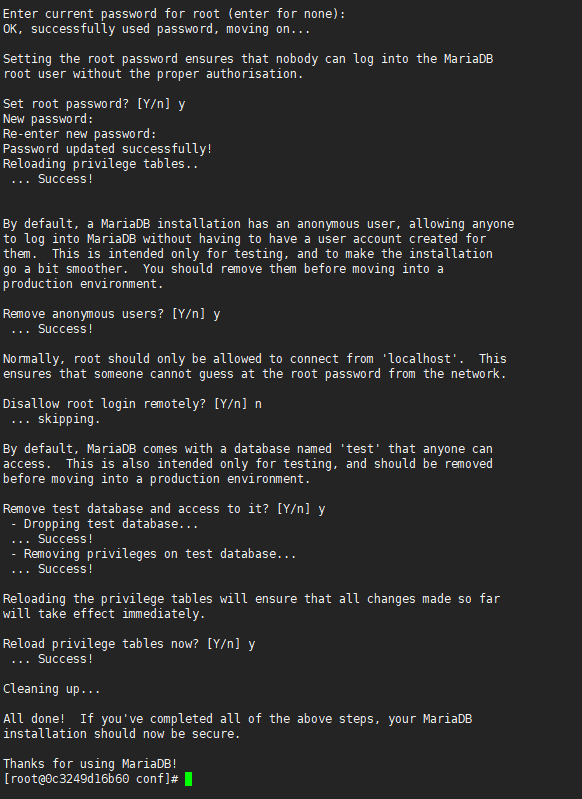 Enter current password for root (enter for none):
OK, successfully used password, moving on...
Setting the root password ensures that nobody can log into the MariaDB
root user without the proper authorisation.
Set root password? [Y/n] y
New password:
Re-enter new password:
Password updated successfully!
Reloading privilege tables..
 ... Success!
By default, a MariaDB installation has an anonymous user, allowing anyone
to log into MariaDB without having to have a user account created for
them.  This is intended only for testing, and to make the installation
go a bit smoother.  You should remove them before moving into a
production environment.
Remove anonymous users? [Y/n] y
 ... Success!
Normally, root should only be allowed to connect from 'localhost'.  This
ensures that someone cannot guess at the root password from the network.
Disallow root login remotely? [Y/n] n
 ... skipping.
By default, MariaDB comes with a database named 'test' that anyone can
access.  This is also intended only for testing, and should be removed
before moving into a production environment.
Remove test database and access to it? [Y/n] y
 - Dropping test database...
 ... Success!
 - Removing privileges on test database...
 ... Success!
Reloading the privilege tables will ensure that all changes made so far
will take effect immediately.
Reload privilege tables now? [Y/n] y
 ... Success!
Cleaning up...
All done!  If you've completed all of the above steps, your MariaDB
installation should now be secure.
Thanks for using MariaDB!
[root@0c3249d16b60 conf]#